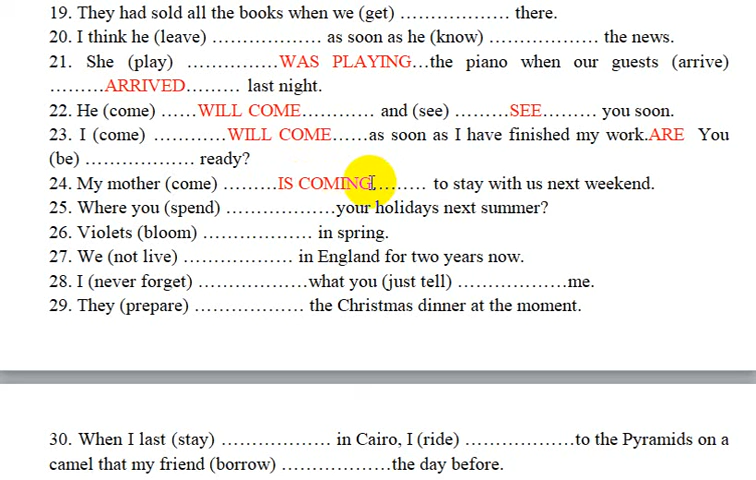 19. They had sold all the books when we (get) ……………… there.
20. I think he (leave) ……………… as soon as he (know) ……………… the news.
21. She (play) ……………WAS PLAYING…the piano when our guests (arrive)
………ARRIVED……… last night.
22. He (come) ……WILL COME………… and (see) ………SEE……… you soon.
23. I (come) …………WILL COME……as soon as I have finished my work.ARE You
(be) ……………… ready?
24. My mother (come) ………IS COMING……… to stay with us next weekend.
25. Where you (spend) ………………your holidays next summer?
26. Violets (bloom) ……………… in spring.
27. We (not live) ……………… in England for two years now.
28. I (never forget) ………………what you (just tell) ………………me.
29. They (prepare) ……………… the Christmas dinner at the moment.
30. When I last (stay) ……………… in Cairo, I (ride) ………………to the Pyramids on a
camel that my friend (borrow) ………………the day before.